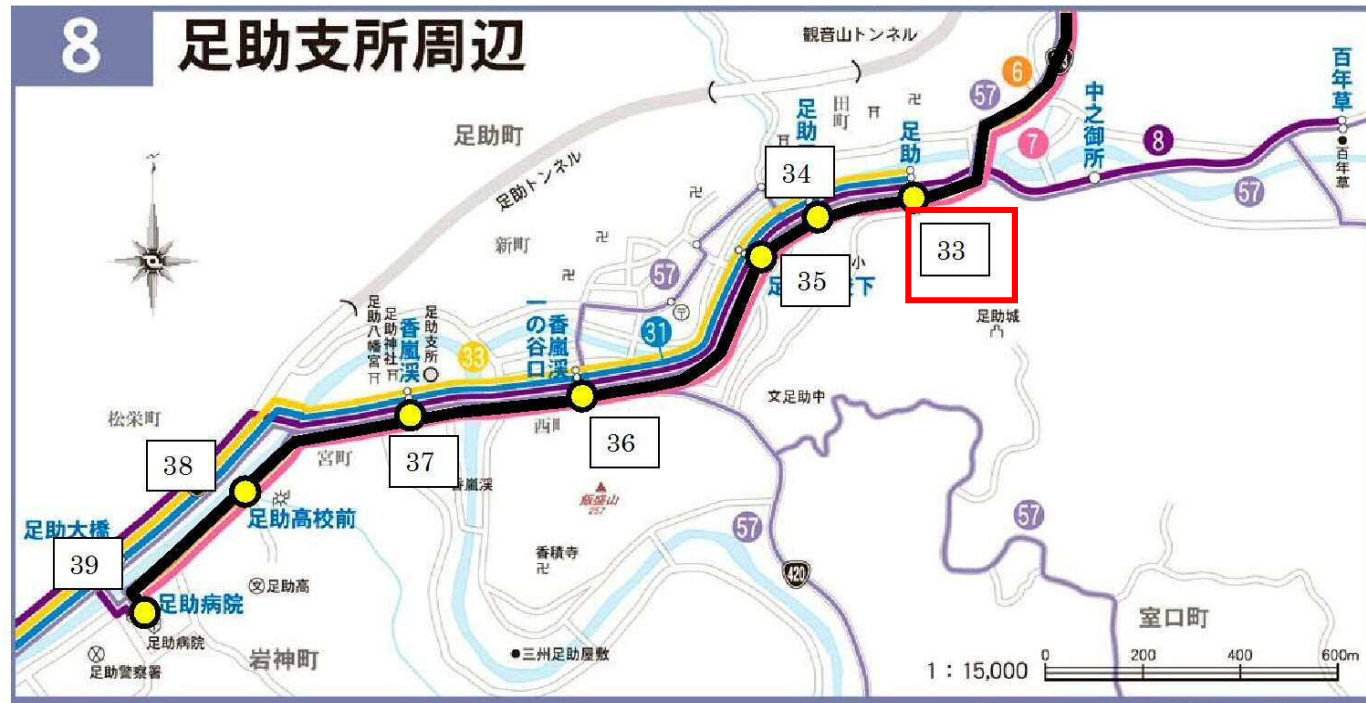 8 足助支所周辺
観音山トンネル
足助町
足助トンネル
新町
田町
足助
6
57
7
中之御所
8
57
百年草
百年草
34
33
35
小
下
足助城
57
足助八幡宮
足助神社
香嵐渓
足助支所
33
香嵐渓
一の谷口
31
松栄町
宮町
西町
38
37
36
香嵐渓
飯盛山
257
文足助中
57
57
420
足助高校前
足助大橋
39
足助病院
足助病院
足助高
足助警察署
岩神町
香積寺
三州足助屋敷
室口町
1:15,000
0 200 400 600m